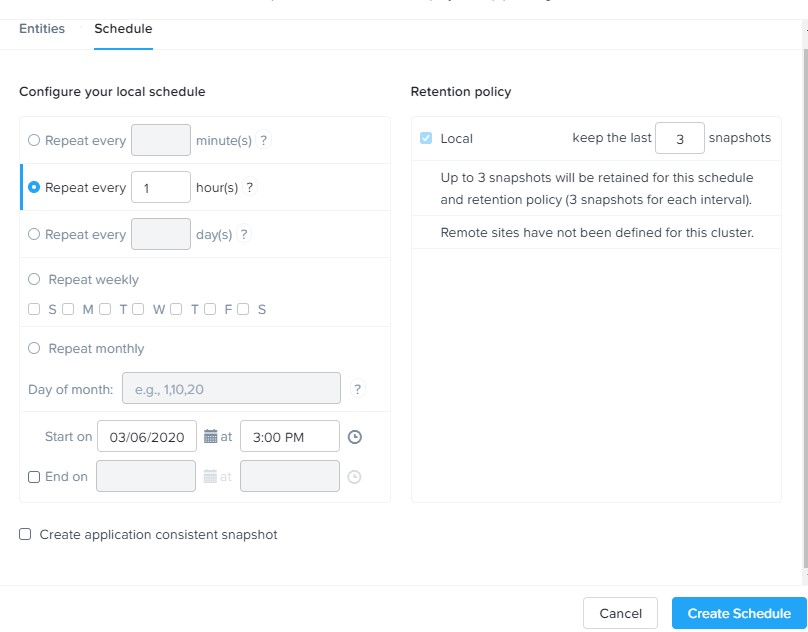 Entities Schedule
Configure your local schedule
Repeat every minute(s) ?
Repeat every 1 hour(s) ?
Repeat every day(s) ?
Repeat weekly
S M T W T F S
Repeat monthly
Day of month: e.g., 1,10,20 ?
Start on 03/06/2020 at 3:00 PM
End on at
Create application consistent snapshot
Retention policy
Local keep the last 3 snapshots
Up to 3 snapshots will be retained for this schedule
and retention policy (3 snapshots for each interval).
Remote sites have not been defined for this cluster.
Cancel Create Schedule